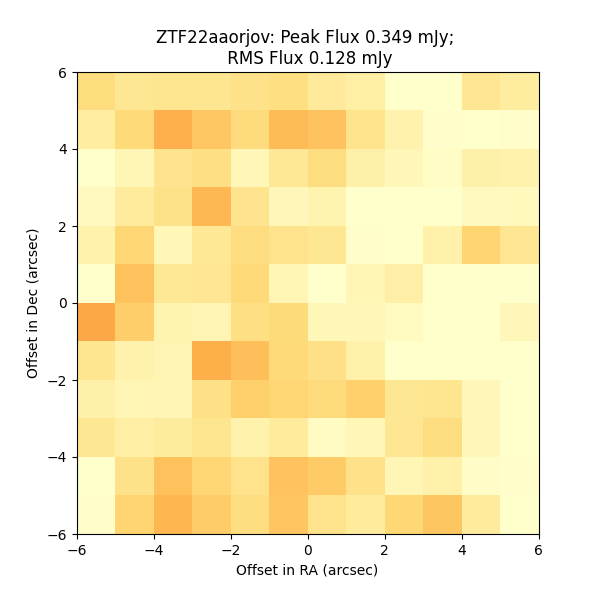 ZTF22aaorjov: Peak Flux 0.349 mJy;
RMS Flux 0.128 mJy
6
4
2
0
−2
−4
−6
Offset in Dec (arcsec)
−6 −4 −2 0 2 4 6
Offset in RA (arcsec)